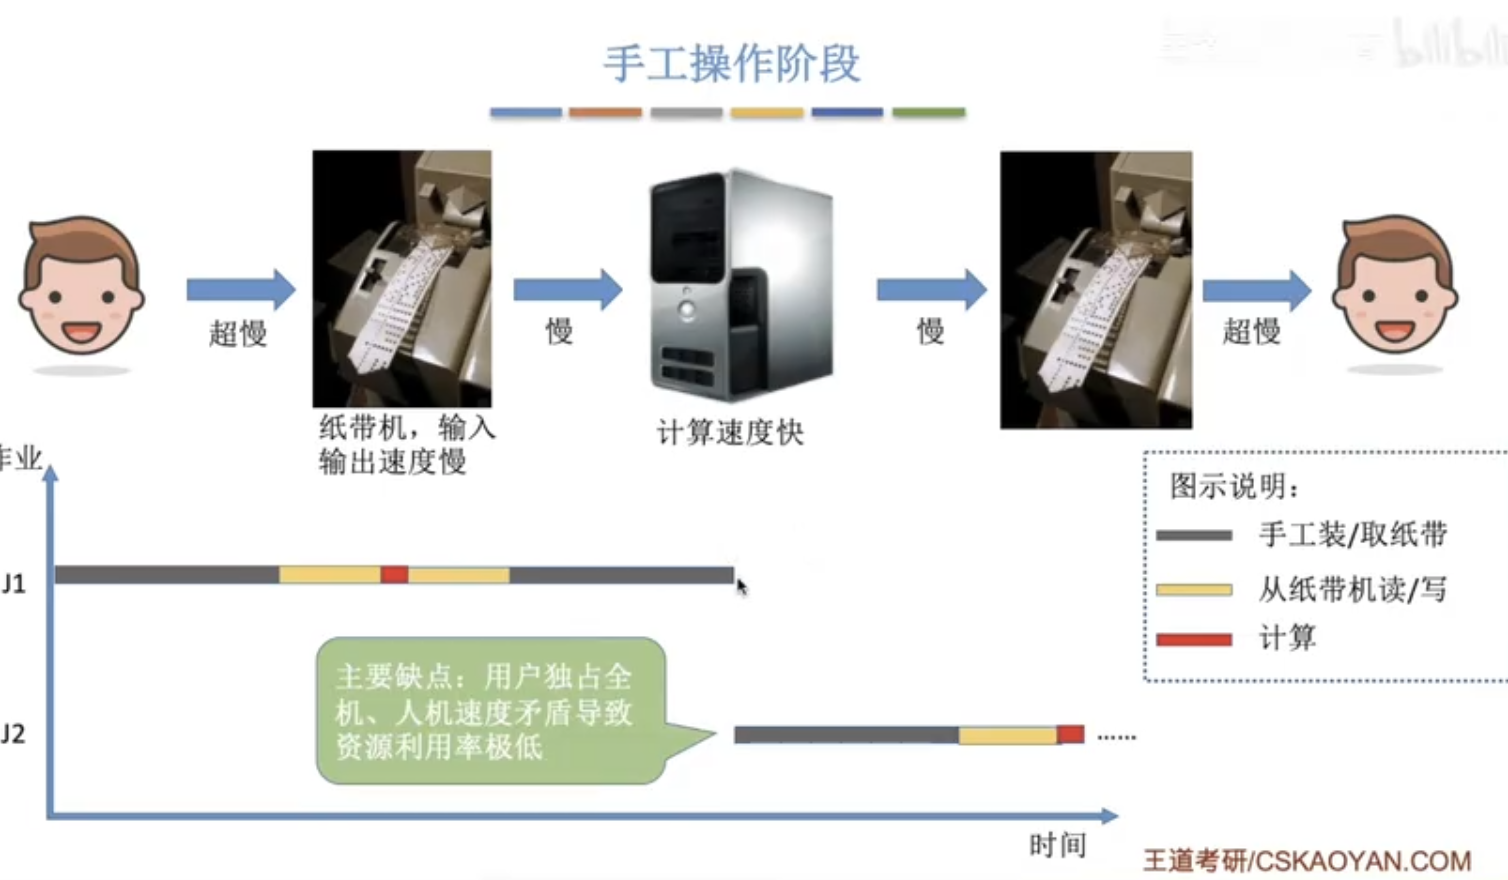 手工操作阶段
bilibili
超慢
慢
慢
超慢
纸带机，输入
输出速度慢
计算速度快
作业
图示说明：
手工装/取纸带
从纸带机读/写
计算
J1
主要缺点：用户独占全
机、人机速度矛盾导致
资源利用率极低
J2
......
时间
王道考研/CSKAOYAN.COM